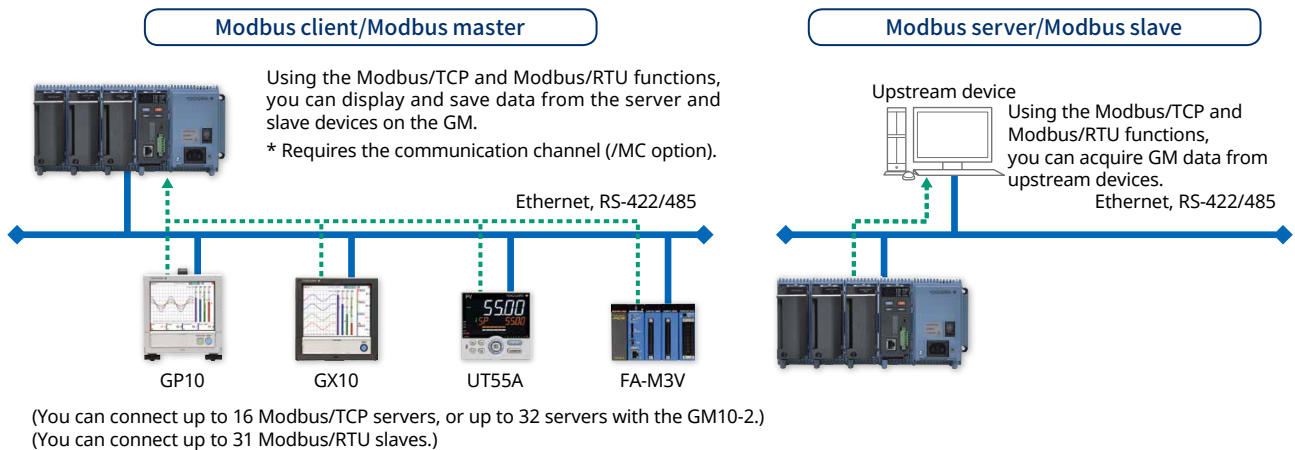 Modbus client/Modbus master
Using the Modbus/TCP and Modbus/RTU functions,
you can display and save data from the server and
slave devices on the GM.
* Requires the communication channel (/MC option).
Ethernet, RS-422/485
GP10
GX10
PV
YOKOGAWA
5500
SP 5500
UT55A
FA-M3V
(You can connect up to 16 Modbus/TCP servers, or up to 32 servers with the GM10-2.)
(You can connect up to 31 Modbus/RTU slaves.)
Modbus server/Modbus slave
Upstream device
Using the Modbus/TCP and
Modbus/RTU functions,
you can acquire GM data from
upstream devices.
Ethernet, RS-422/485